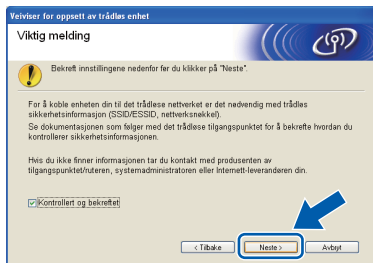 Veiviser for oppsett av trådløs enhet
Viktig melding
Bekreft innstillingene nedenfor før du klikker på "Neste".
For å koble enheten din til det trådløse nettverket er det nødvendig med trådløs
sikkerhetsinformasjon (SSID/ESSID, nettverksnøkkel).
Se dokumentasjonen som følger med det trådløse tilgangspunktet for å bekrefte hvordan du
kontrollerer sikkerhetsinformasjonen.
Hvis du ikke finner informasjonen tar du kontakt med produsenten av
tilgangspunktet/ruteren, systemadministratoren eller Internett-leverandøren din.
Kontrollert og bekreftet
< Tilbake Neste > Avbryt